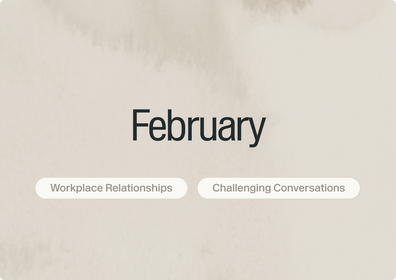 February
Workplace Relationships
Challenging Conversations